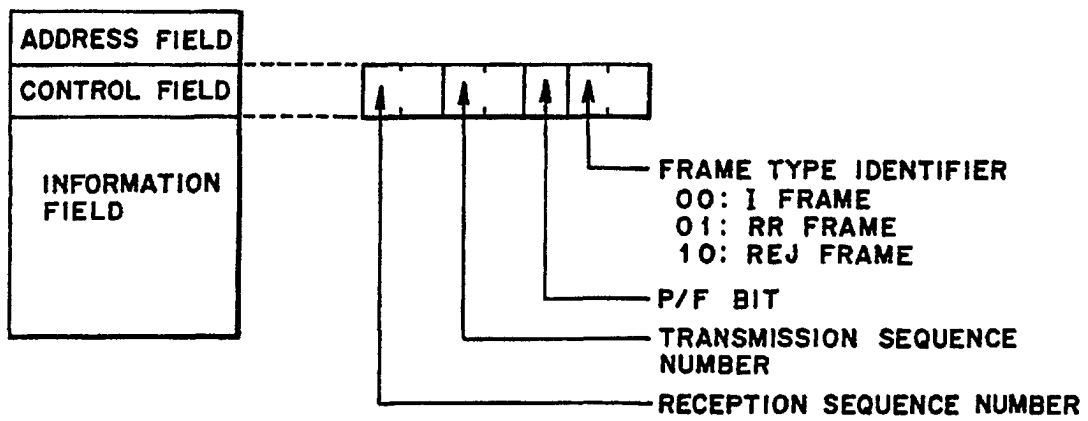 ADDRESS FIELD
CONTROL FIELD
INFORMATION
FIELD
FRAME TYPE IDENTIFIER
00: I FRAME
01: RR FRAME
10: REJ FRAME
P/F BIT
TRANSMISSION SEQUENCE
NUMBER
RECEPTION SEQUENCE NUMBER